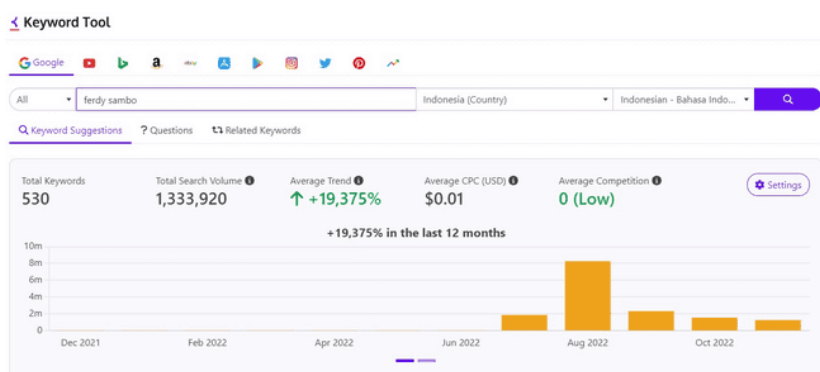 Keyword Tool
Google
a
ebay
All
ferdy sambo
Indonesia (Country)
Indonesian - Bahasa Indo...
Keyword Suggestions
? Questions
Related Keywords
Total Keywords
Total Search Volume
Average Trend
Average CPC (USD)
Average Competition
Settings
530
1,333,920
+19,375%
$0.01
0 (Low)
+19,375% in the last 12 months
10m
8m
6m
4m
2m
0
Dec 2021
Feb 2022
Apr 2022
Jun 2022
Aug 2022
Oct 2022